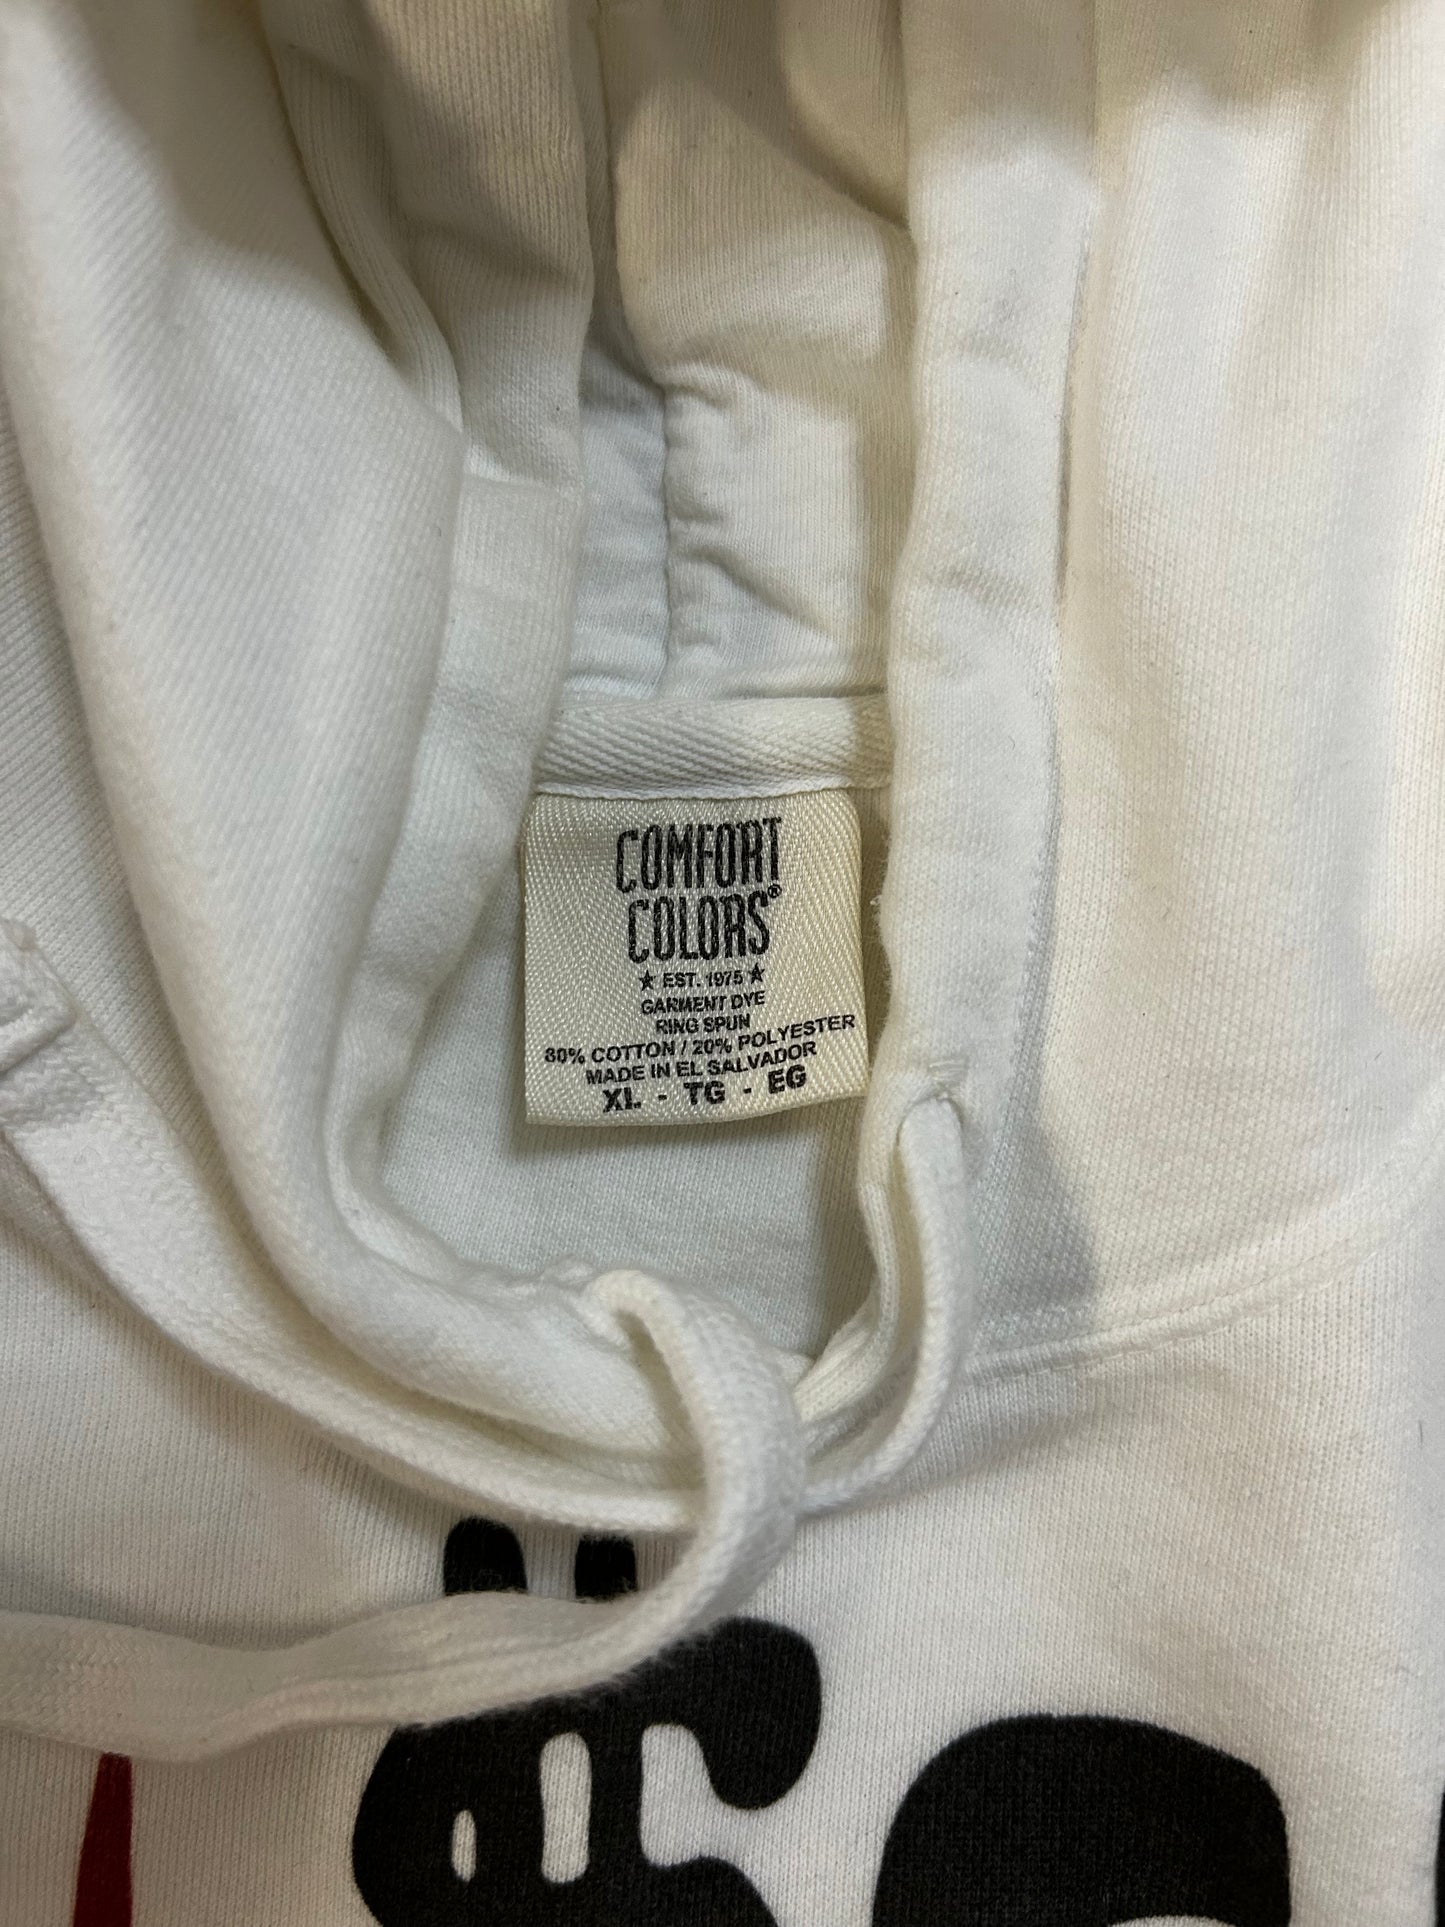 COMFORT
COLORS®
★ EST. 1975 ★
GARMENT DYE
RING SPUN
80% COTTON / 20% POLYESTER
MADE IN EL SALVADOR
XL - TG - EG